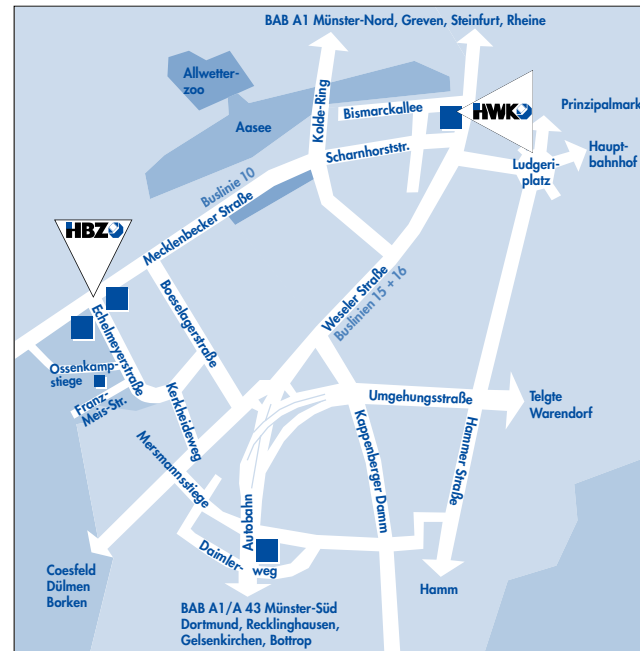 BAB A1 Münster-Nord, Greven, Steinfurt, Rheine
Allwetter-
zoo
Aasee
Kolde-Ring
Bismarckallee
HWK
Prinzipalmarkt
Scharnhorststr.
Haupt-
bahnhof
Ludgeri-
platz
Buslinie 10
Mecklenbecker Straße
HBZ
Weseler Straße
Buslinien 15 + 16
Boeselagerstraße
Echelmeyerstraße
Ossenkamp-
stiege
Franz-
Meis-Str.
Kerkheideweg
Umgehungsstraße
Telgte
Warendorf
Kappenberger Damm
Hammer Straße
Mersmannsstiege
Autobahn
Daimler-
weg
Coesfeld
Dülmen
Borken
Hamm
BAB A1/A 43 Münster-Süd
Dortmund, Recklinghausen,
Gelsenkirchen, Bottrop